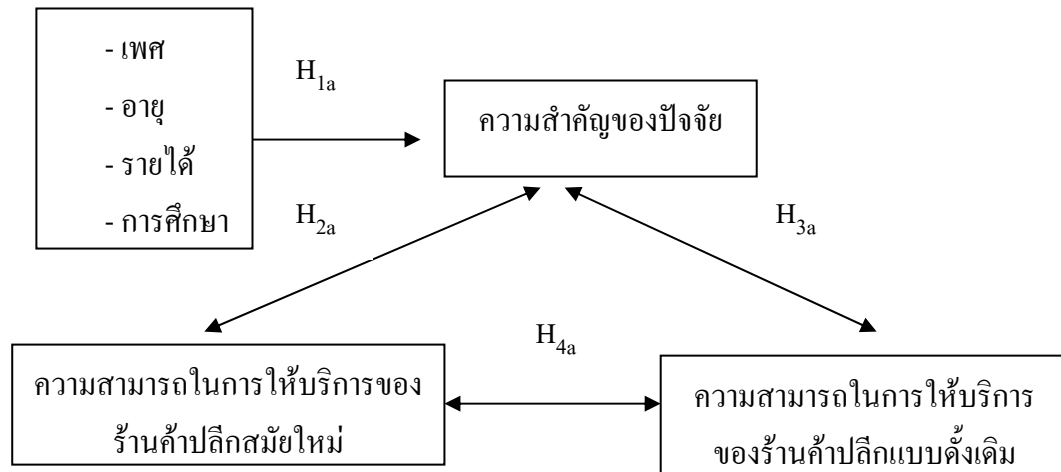 - เพศ
- อายุ
- รายได้
- การศึกษา
H1a
ความสำคัญของปัจจัย
H2a
H3a
H4a
ความสามารถในการให้บริการของ
ร้านค้าปลีกสมัยใหม่
ความสามารถในการให้บริการ
ของร้านค้าปลีกแบบดั้งเดิม